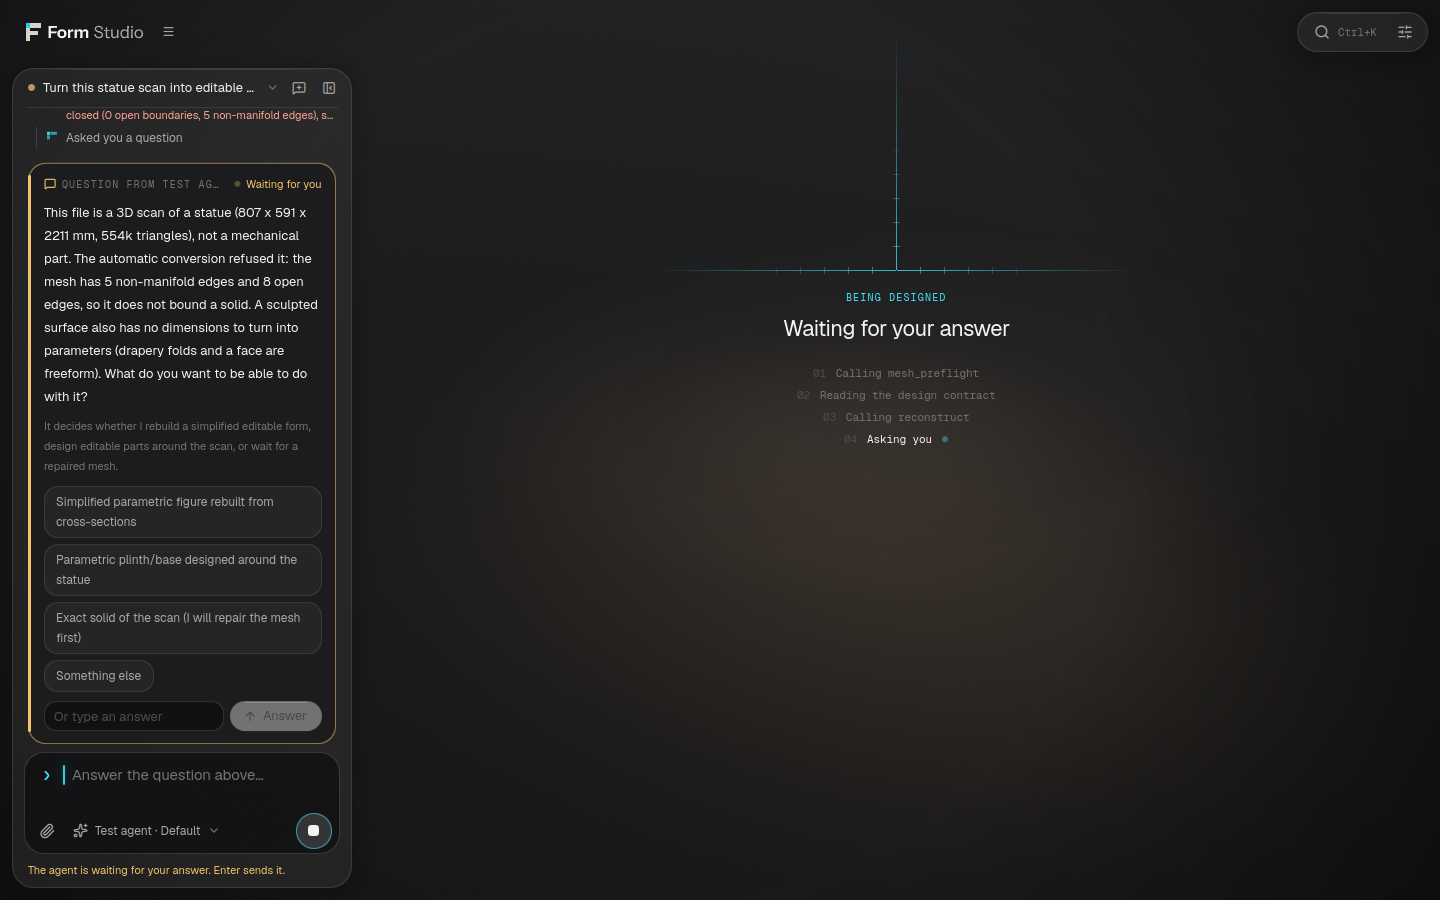 Form Studio
Ctrl+K
Turn this statue scan into editable …
closed (0 open boundaries, 5 non-manifold edges), s…
Asked you a question
QUESTION FROM TEST AG…
Waiting for you
This file is a 3D scan of a statue (807 x 591 x
2211 mm, 554k triangles), not a mechanical
part. The automatic conversion refused it: the
mesh has 5 non-manifold edges and 8 open
edges, so it does not bound a solid. A sculpted
surface also has no dimensions to turn into
parameters (drapery folds and a face are
freeform). What do you want to be able to do
with it?
It decides whether I rebuild a simplified editable form,
design editable parts around the scan, or wait for a
repaired mesh.
Simplified parametric figure rebuilt from
cross-sections
Parametric plinth/base designed around the
statue
Exact solid of the scan (I will repair the mesh
first)
Something else
Or type an answer
Answer
Answer the question above…
Test agent · Default
The agent is waiting for your answer. Enter sends it.
BEING DESIGNED
Waiting for your answer
01 Calling mesh_preflight
02 Reading the design contract
03 Calling reconstruct
04 Asking you